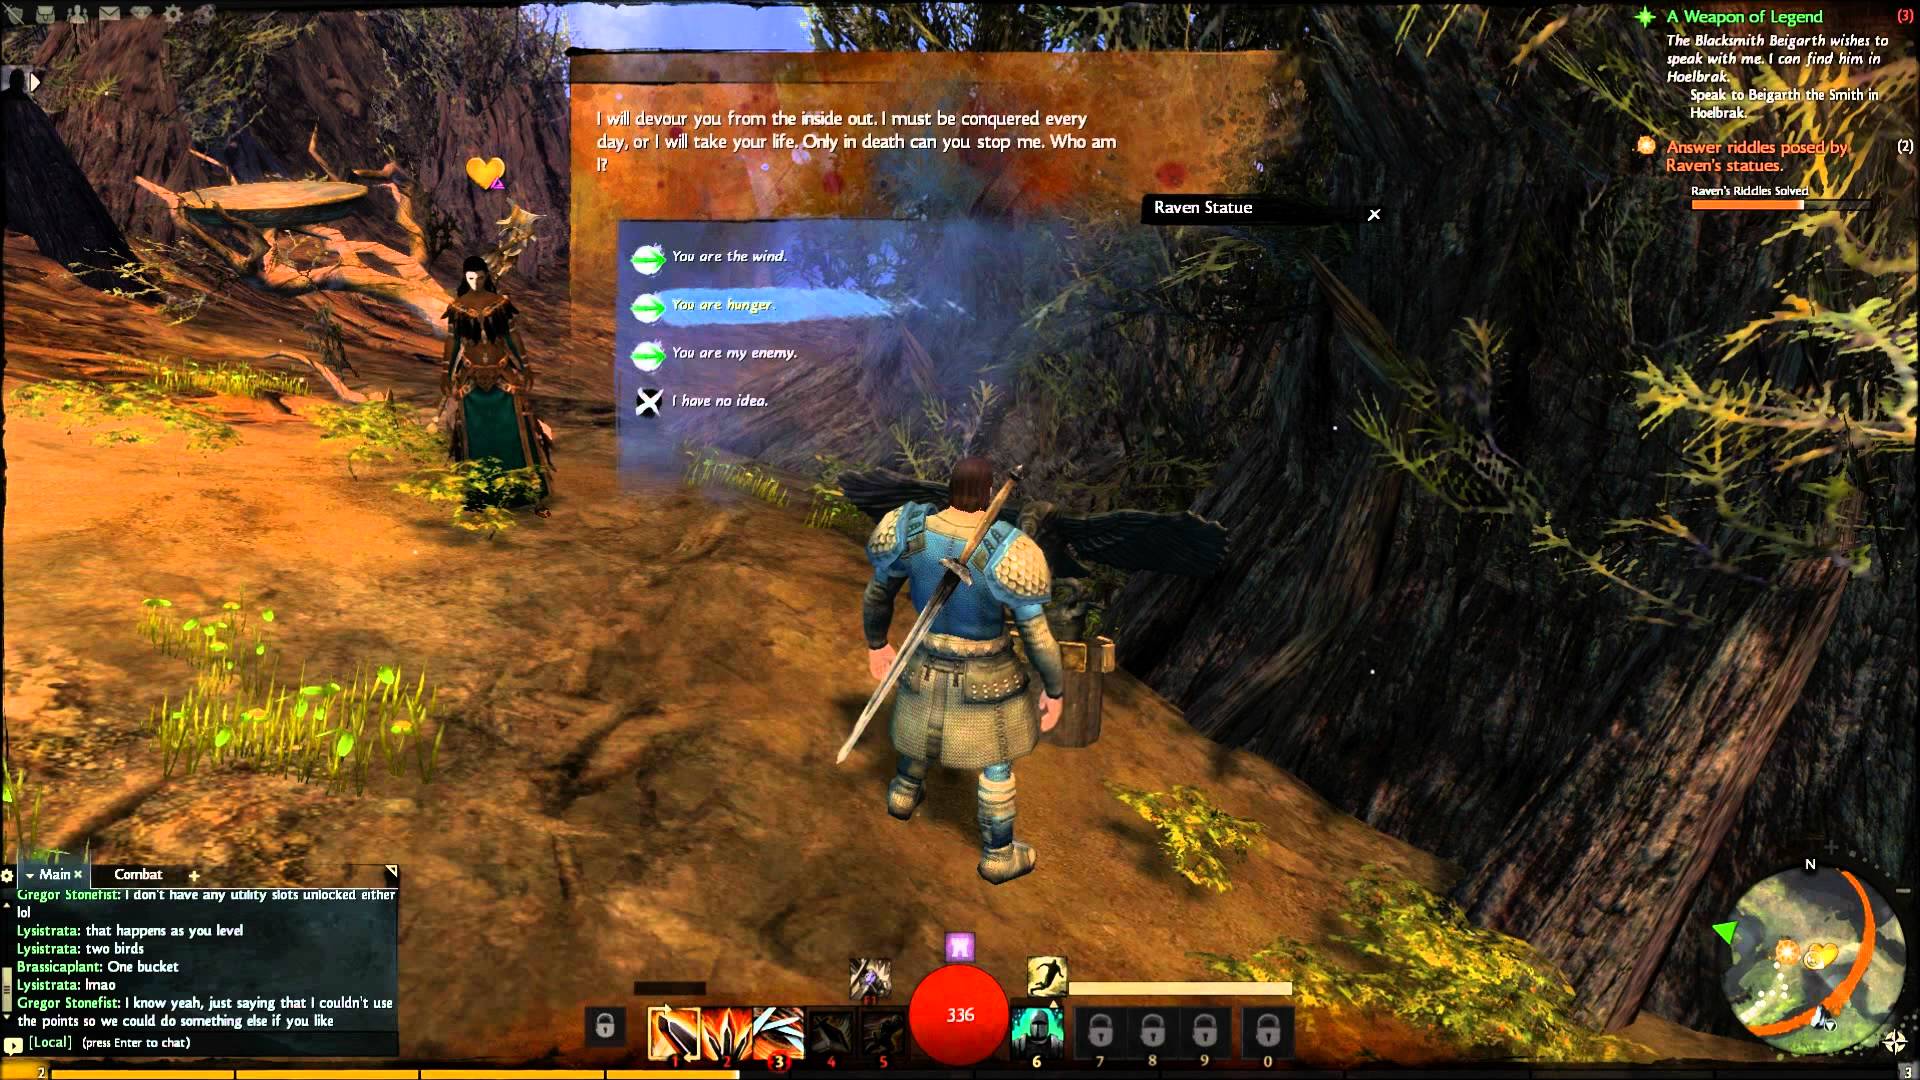 A Weapon of Legend
(3)
The Blacksmith Beigarth wishes to
speak with me. I can find him in
Hoelbrak.
Speak to Beigarth the Smith in
Hoelbrak.
Answer riddles posed by
Raven's statues.
(2)
Raven's Riddles Solved
I will devour you from the inside out. I must be conquered every
day, or I will take your life. Only in death can you stop me. Who am
I?
Raven Statue
You are the wind.
You are hunger.
You are my enemy.
I have no idea.
Main
Combat
Gregor Stonefist: I don't have any utility slots unlocked either
lol
Lysistrata: that happens as you level
Lysistrata: two birds
Brassicaplant: One bucket
Lysistrata: lmao
Gregor Stonefist: I know yeah, just saying that I couldn't use
the points so we could do something else if you like
[Local] (press Enter to chat)
F1
336
1
2
3
4
5
6
7
8
9
0
N
2
3